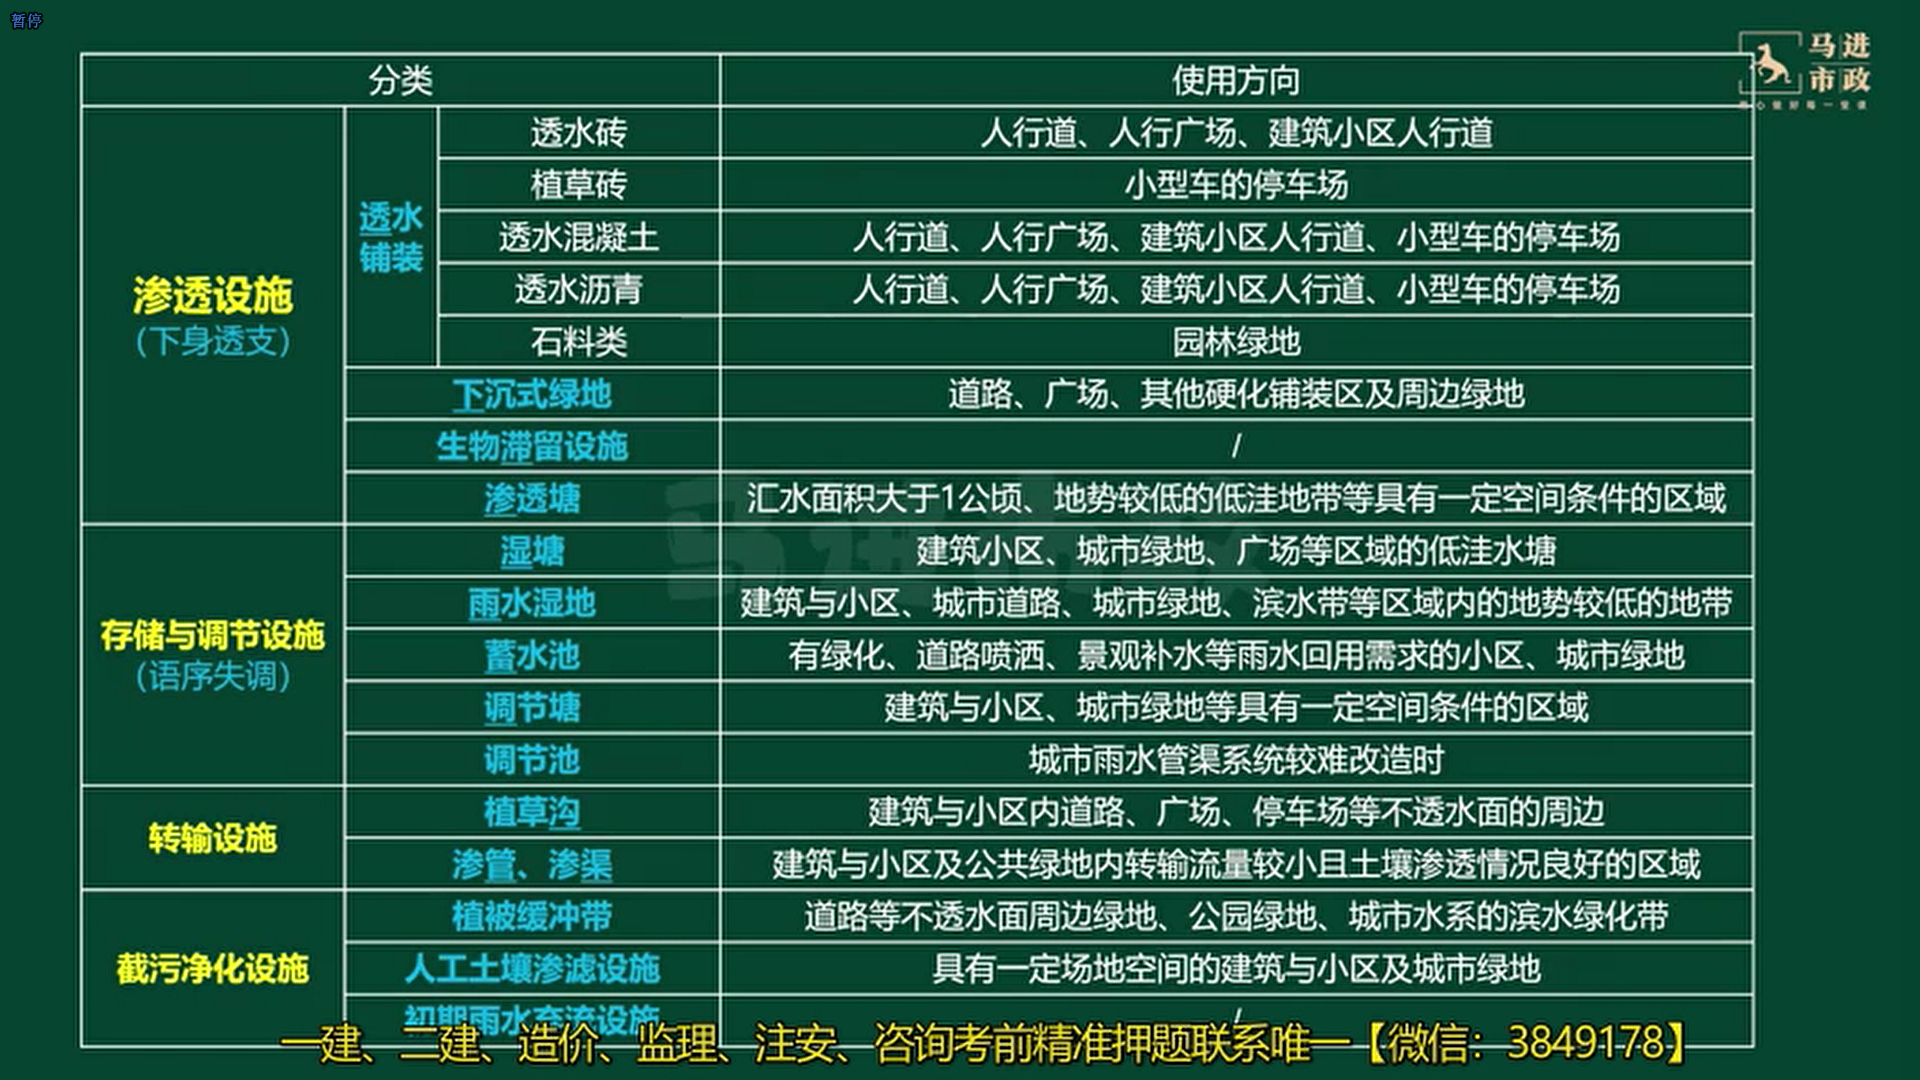 暂停
马进
市政
分类
使用方向
渗透设施
（下身透支）
透水
铺装
透水砖
人行道、人行广场、建筑小区人行道
植草砖
小型车的停车场
透水混凝土
人行道、人行广场、建筑小区人行道、小型车的停车场
透水沥青
人行道、人行广场、建筑小区人行道、小型车的停车场
石料类
园林绿地
下沉式绿地
道路、广场、其他硬化铺装区及周边绿地
生物滞留设施
/
渗透塘
汇水面积大于1公顷、地势较低的低洼地带等具有一定空间条件的区域
存储与调节设施
（语序失调）
湿塘
建筑小区、城市绿地、广场等区域的低洼水塘
雨水湿地
建筑与小区、城市道路、城市绿地、滨水带等区域内的地势较低的地带
蓄水池
有绿化、道路喷洒、景观补水等雨水回用需求的小区、城市绿地
调节塘
建筑与小区、城市绿地等具有一定空间条件的区域
调节池
城市雨水管渠系统较难改造时
转输设施
植草沟
建筑与小区内道路、广场、停车场等不透水面的周边
渗管、渗渠
建筑与小区及公共绿地内转输流量较小且土壤渗透情况良好的区域
截污净化设施
植被缓冲带
道路等不透水面周边绿地、公园绿地、城市水系的滨水绿化带
人工土壤渗滤设施
具有一定场地空间的建筑与小区及城市绿地
初期雨水弃流设施
/
一建、二建、造价、监理、注安、咨询考前精准押题联系唯一【微信：3849178】